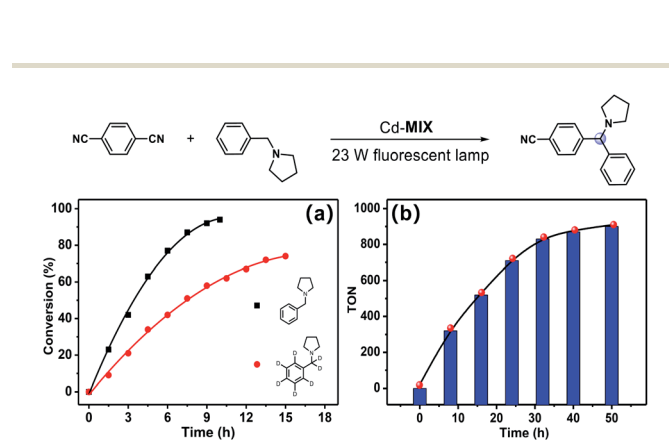 NC CN + N Cd-MIX 23 W fluorescent lamp NC N
(a) (b)
100 80 60 40 20 0
Conversion (%)
0 3 6 9 12 15 18
Time (h)
N
N D D D D D D D
1000 800 600 400 200 0
TON
0 10 20 30 40 50
Time (h)